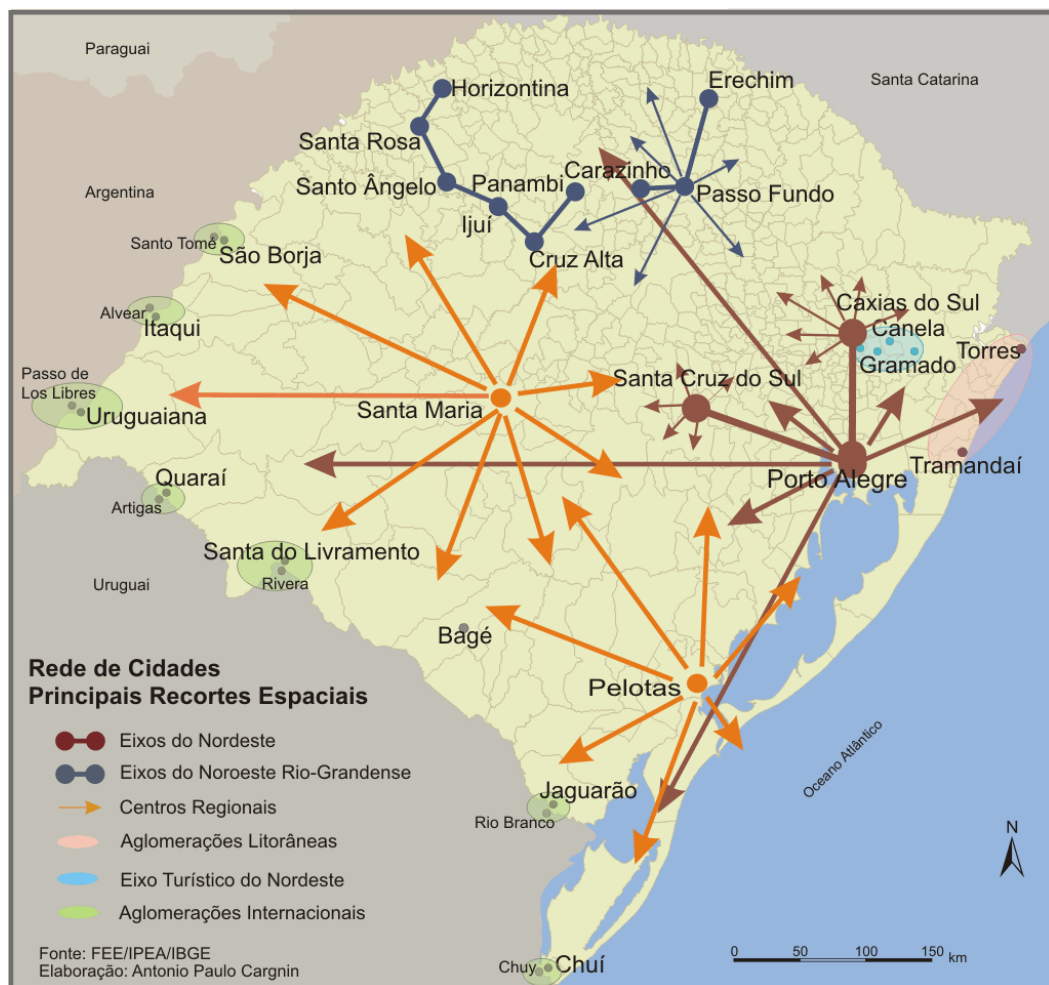 Paraguai
Santa Catarina
Horizontina
Erechim
Santa Rosa
Argentina
Santo Ângelo
Panambi
Carazinho
Passo Fundo
Ijuí
Cruz Alta
Santo Tomé
São Borja
Alvear
Itaqui
Caxias do Sul
Canela
Gramado
Torres
Passo de
Los Libres
Uruguaiana
Santa Maria
Santa Cruz do Sul
Porto Alegre
Tramandaí
Quaraí
Artigas
Santa do Livramento
Rivera
Uruguai
Bagé
Pelotas
Oceano Atlântico
Jaguarão
Rio Branco
Chuy
Chuí
Rede de Cidades
Principais Recortes Espaciais
Eixos do Nordeste
Eixos do Noroeste Rio-Grandense
Centros Regionais
Aglomerações Litorâneas
Eixo Turístico do Nordeste
Aglomerações Internacionais
Fonte: FEE/IPEA/IBGE
Elaboração: Antonio Paulo Cargnin
N
0 50 100 150
km